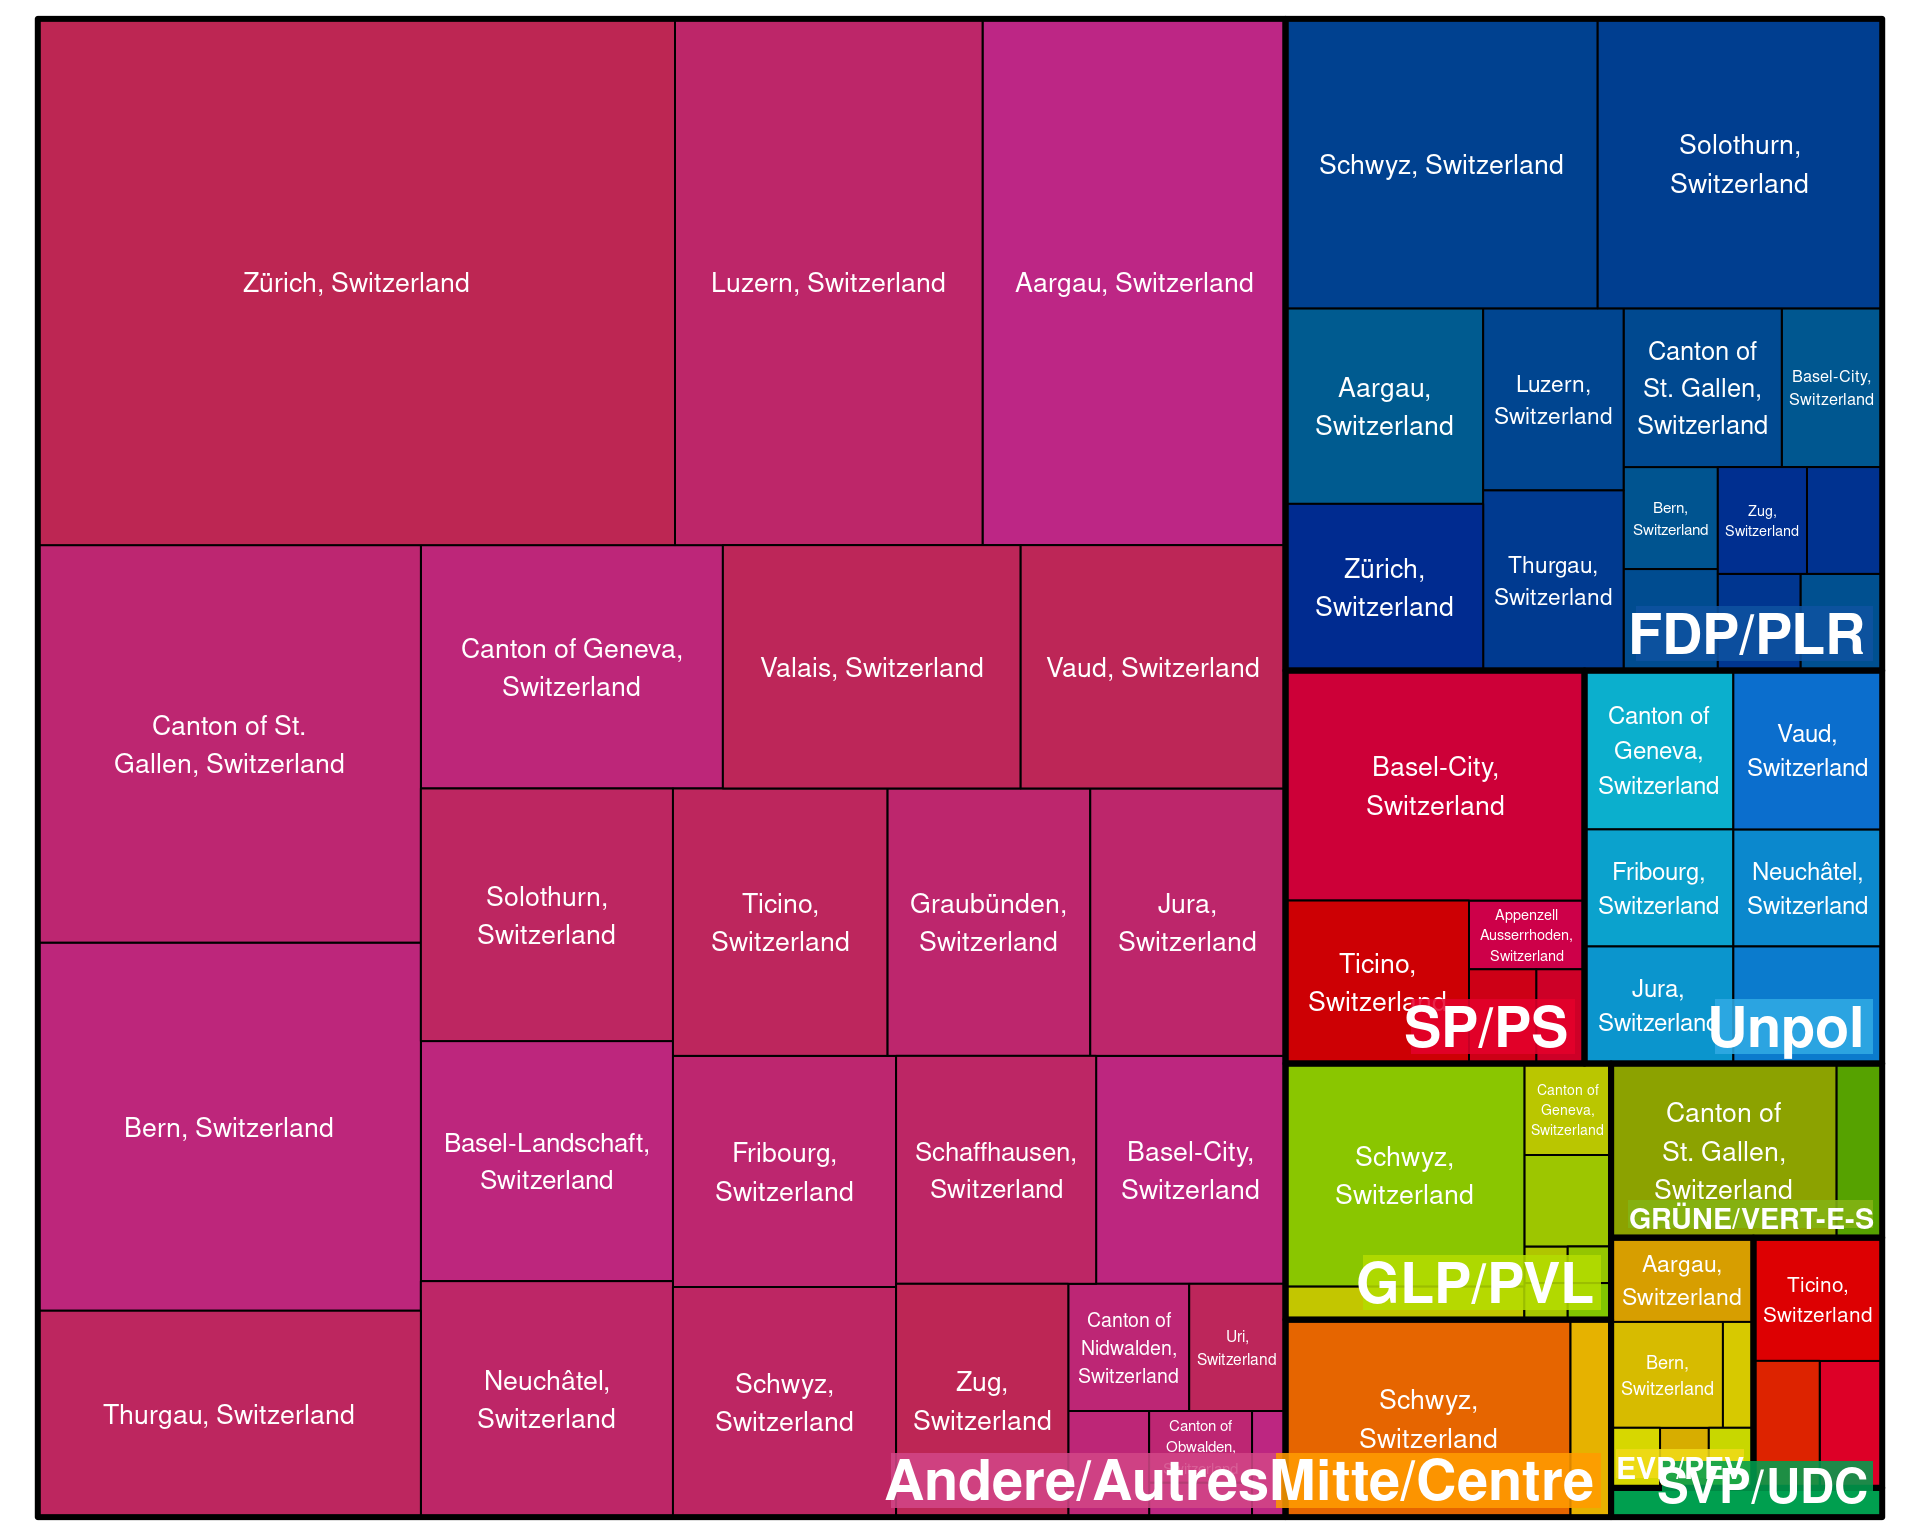 Zürich, Switzerland
Luzern, Switzerland
Aargau, Switzerland
Canton of St.
Gallen, Switzerland
Canton of Geneva,
Switzerland
Valais, Switzerland
Vaud, Switzerland
Solothurn,
Switzerland
Ticino,
Switzerland
Graubünden,
Switzerland
Jura,
Switzerland
Bern, Switzerland
Basel-Landschaft,
Switzerland
Fribourg,
Switzerland
Schaffhausen,
Switzerland
Basel-City,
Switzerland
Thurgau, Switzerland
Neuchâtel,
Switzerland
Schwyz,
Switzerland
Zug,
Switzerland
Canton of
Nidwalden,
Switzerland
Uri,
Switzerland
Canton of
Obwalden,
Switzerland
Andere/Autres
Schwyz, Switzerland
Solothurn,
Switzerland
Aargau,
Switzerland
Luzern,
Switzerland
Canton of
St. Gallen,
Switzerland
Basel-City,
Switzerland
Zürich,
Switzerland
Thurgau,
Switzerland
Bern,
Switzerland
Zug,
Switzerland
FDP/PLR
Basel-City,
Switzerland
Ticino,
Switzerland
Appenzell
Ausserrhoden,
Switzerland
SP/PS
Canton of
Geneva,
Switzerland
Vaud,
Switzerland
Fribourg,
Switzerland
Neuchâtel,
Switzerland
Jura,
Switzerland
Unpol
Schwyz,
Switzerland
Canton of
Geneva,
Switzerland
GLP/PVL
Canton of
St. Gallen,
Switzerland
GRÜNE/VERT-E-S
Schwyz,
Switzerland
Mitte/Centre
Aargau,
Switzerland
Bern,
Switzerland
EVP/PEV
Ticino,
Switzerland
SVP/UDC